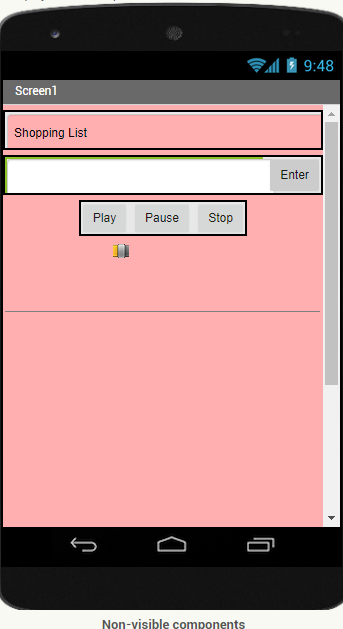 9:48
Screen1
Shopping List
Enter
Play Pause Stop
Non-visible components